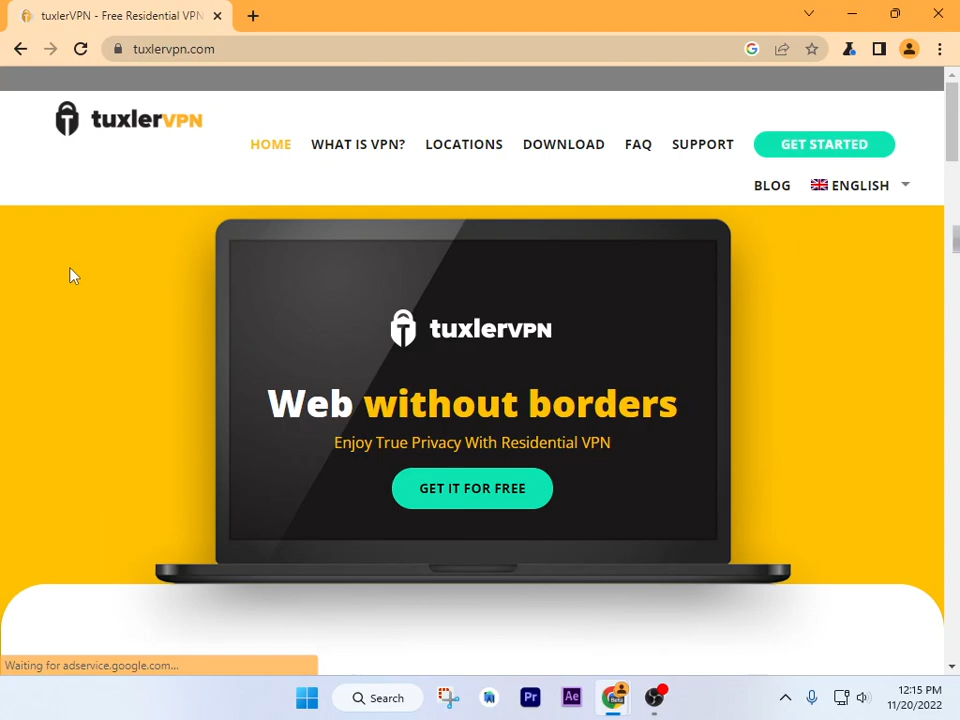 tuxlerVPN - Free Residential VPN
tuxlervpn.com
tuxlerVPN
HOME WHAT IS VPN? LOCATIONS DOWNLOAD FAQ SUPPORT GET STARTED
BLOG ENGLISH
tuxlerVPN
Web without borders
Enjoy True Privacy With Residential VPN
GET IT FOR FREE
Waiting for adservice.google.com...
Search
Pr
Ae
12:15 PM
11/20/2022